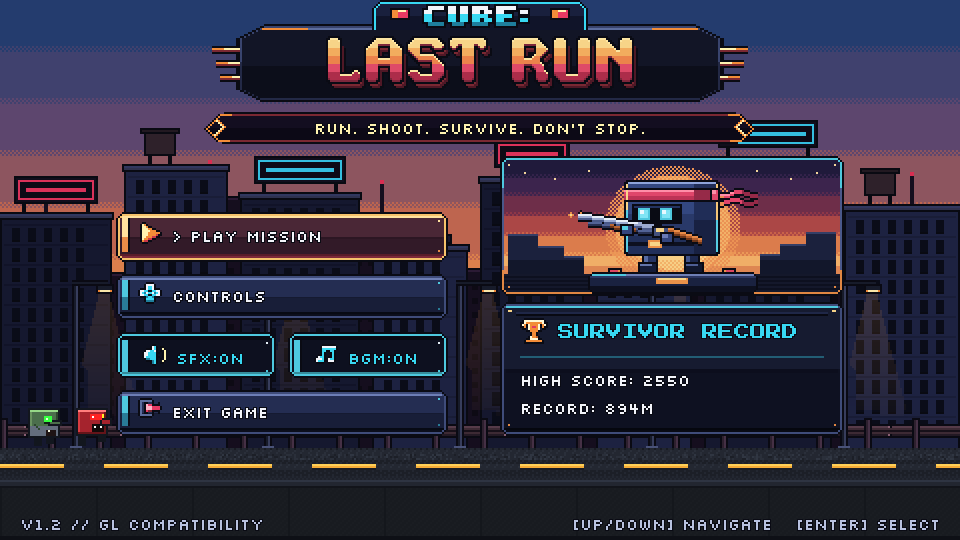 CUBE:
LAST RUN
RUN. SHOOT. SURVIVE. DON'T STOP.
> PLAY MISSION
CONTROLS
SFX:ON
BGM:ON
EXIT GAME
SURVIVOR RECORD
HIGH SCORE: 2550
RECORD: 894M
V1.2 // GL COMPATIBILITY
[UP/DOWN] NAVIGATE [ENTER] SELECT